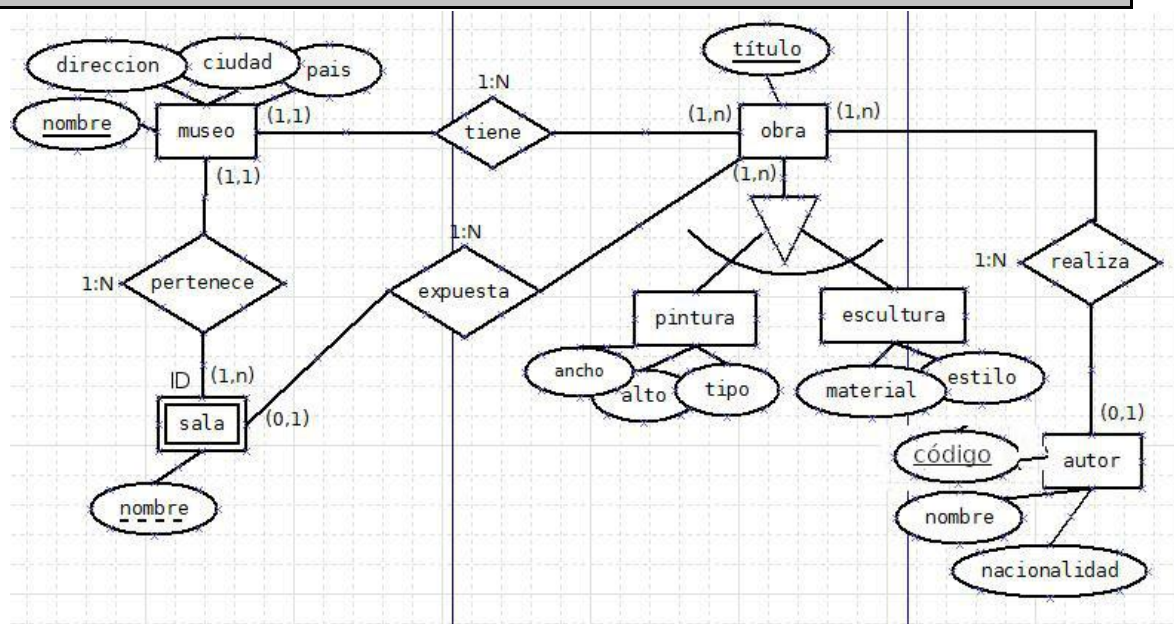 título
direccion
ciudad
pais
1:N
nombre
museo
(1,1)
tiene
(1,n)
obra
(1,n)
(1,1)
(1,n)
1:N
1:N
pertenece
expuesta
1:N
realiza
pintura
escultura
ID
(1,n)
ancho
alto
tipo
material
estilo
sala
(0,1)
(0,1)
código
autor
nombre
nombre
nacionalidad